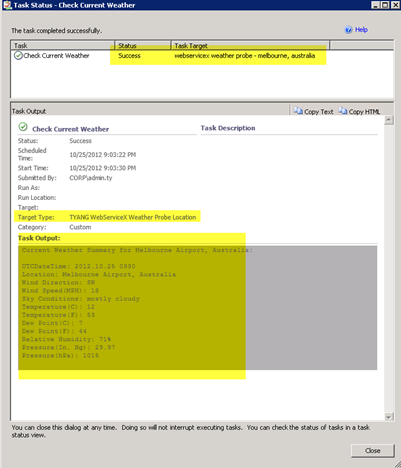 Task Status - Check Current Weather
The task completed successfully.
Help
Task Status Task Target
Check Current Weather Success webservicex weather probe - melbourne, australia
Task Output Copy Text Copy HTML
Check Current Weather Task Description
Status: Success
Scheduled Time: 10/25/2012 9:03:22 PM
Start Time: 10/25/2012 9:03:30 PM
Submitted By: CORP\admin.ty
Run As:
Run Location:
Target:
Target Type: TYANG WebServiceX Weather Probe Location
Category: Custom
Task Output:
Current Weather Summary for Melbourne Airport, Australia:
UTCDateTime: 2012.10.25
Location: Melbourne Airport, Australia
Wind Direction:
Wind Speed(MPH): 18
Sky Conditions: mostly cloudy
Temperature(C): 12
Temperature(F): 53
Dew Point(C): 7
Dew Point(F): 44
Relative Humidity: 71%
Pressure(In. Hg): 29.97
Pressure(hPa):
You can close this dialog at any time. Doing so will not interrupt executing tasks. You can check the status of tasks in a task
status view.
Close